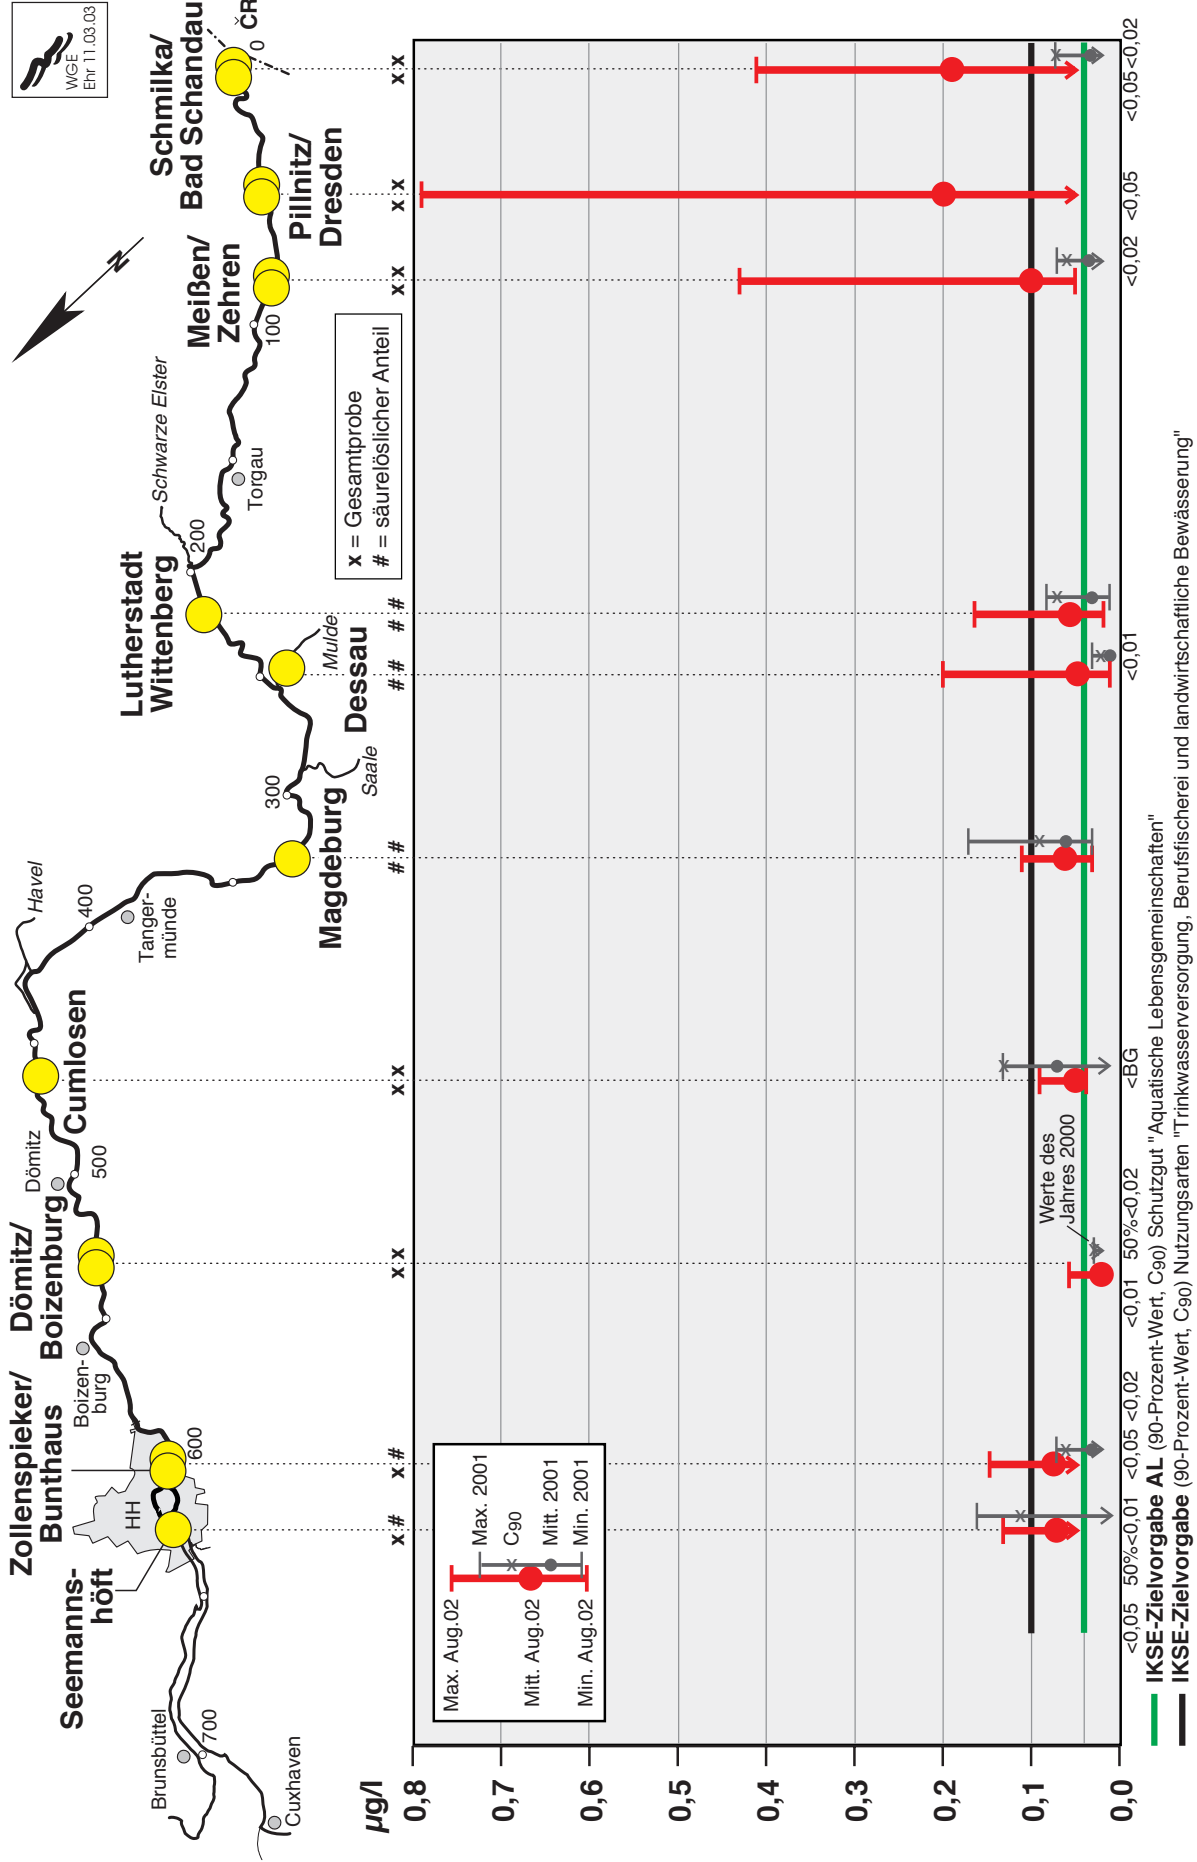 WGE
Ehr 11.03.03
Brunsbüttel
Cuxhaven
700
Seemanns-
höft
HH
Zollenspieker/
Bunthaus
600
Boizen-
burg
Dömitz/
Boizenburg
Dömitz
500
Cumlosen
Havel
400
Tanger-
münde
Magdeburg
300
Saale
Dessau
Mulde
Lutherstadt
Wittenberg
200
Schwarze Elster
Torgau
Meißen/
Zehren
100
N
Pillnitz/
Dresden
Schmilka/
Bad Schandau
0
ČR
x = Gesamtprobe
# = säurelöslicher Anteil
x # x # x x x x # # # # # # x x x x x x
µg/l
0,8
0,7
0,6
0,5
0,4
0,3
0,2
0,1
0,0
Max. Aug.02
Mitt. Aug.02
Min. Aug.02
Max. 2001
C90
Mitt. 2001
Min. 2001
Werte des
Jahres 2000
<0,05 50%<0,01 <0,05 <0,02 <0,01 50%<0,02 <BG <0,01 <0,02 <0,05 <0,05 <0,02
IKSE-Zielvorgabe AL (90-Prozent-Wert, C90) Schutzgut "Aquatische Lebensgemeinschaften"
IKSE-Zielvorgabe (90-Prozent-Wert, C90) Nutzungsarten "Trinkwasserversorgung, Berufsfischerei und landwirtschaftliche Bewässerung"